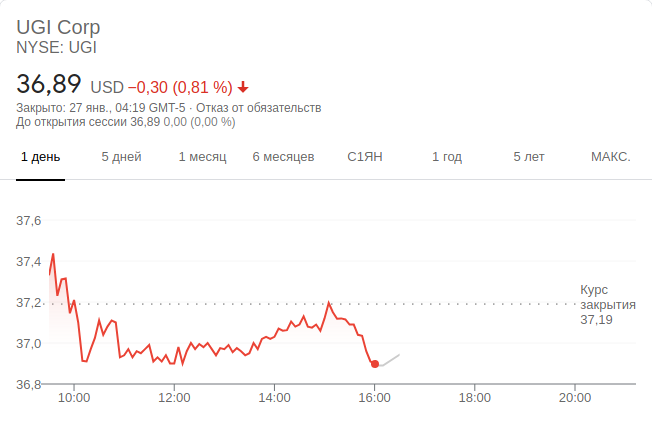 UGI Corp
NYSE: UGI
36,89 USD −0,30 (0,81 %)
Закрыто: 27 янв., 04:19 GMT-5 · Отказ от обязательств
До открытия сессии 36,89 0,00 (0,00 %)
1 день 5 дней 1 месяц 6 месяцев С1ЯН 1 год 5 лет МАКС.
37,6
37,4
37,2
37,0
36,8
Курс
закрытия
37,19
10:00 12:00 14:00 16:00 18:00 20:00